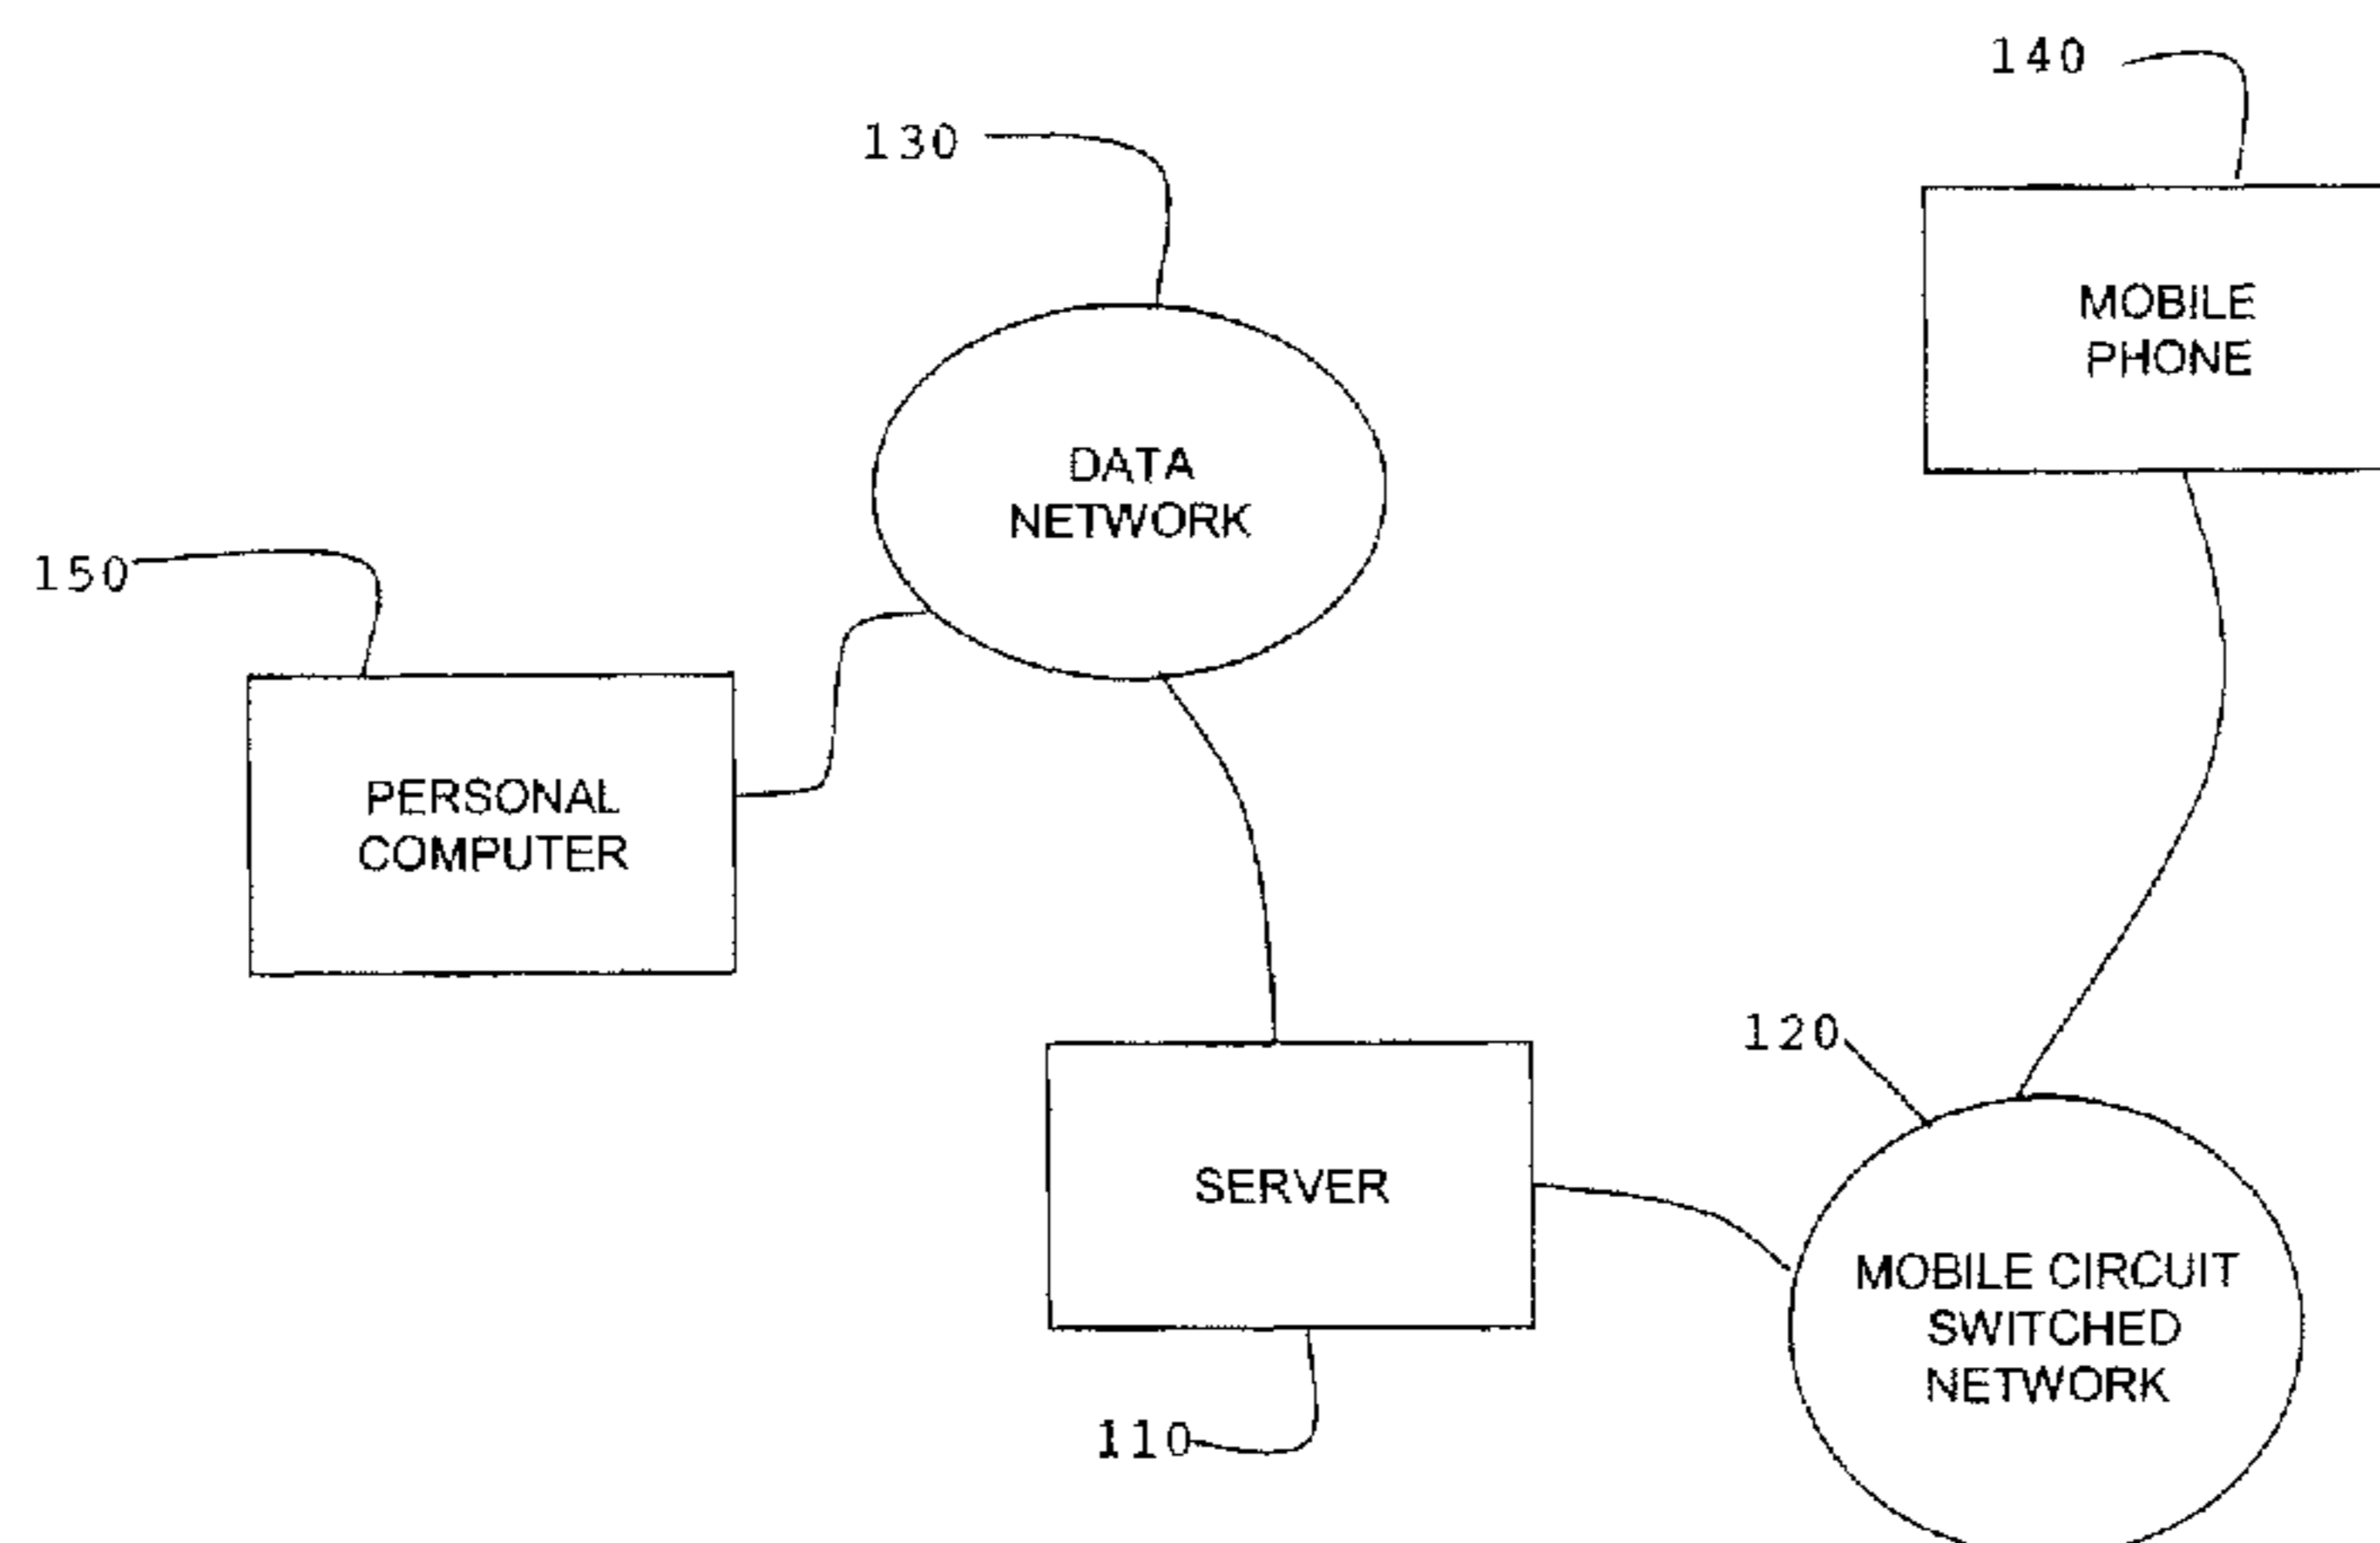 140
130
MOBILE
PHONE
DATA
NETWORK
150
PERSONAL
COMPUTER
120
SERVER
MOBILE CIRCUIT
SWITCHED
NETWORK
110